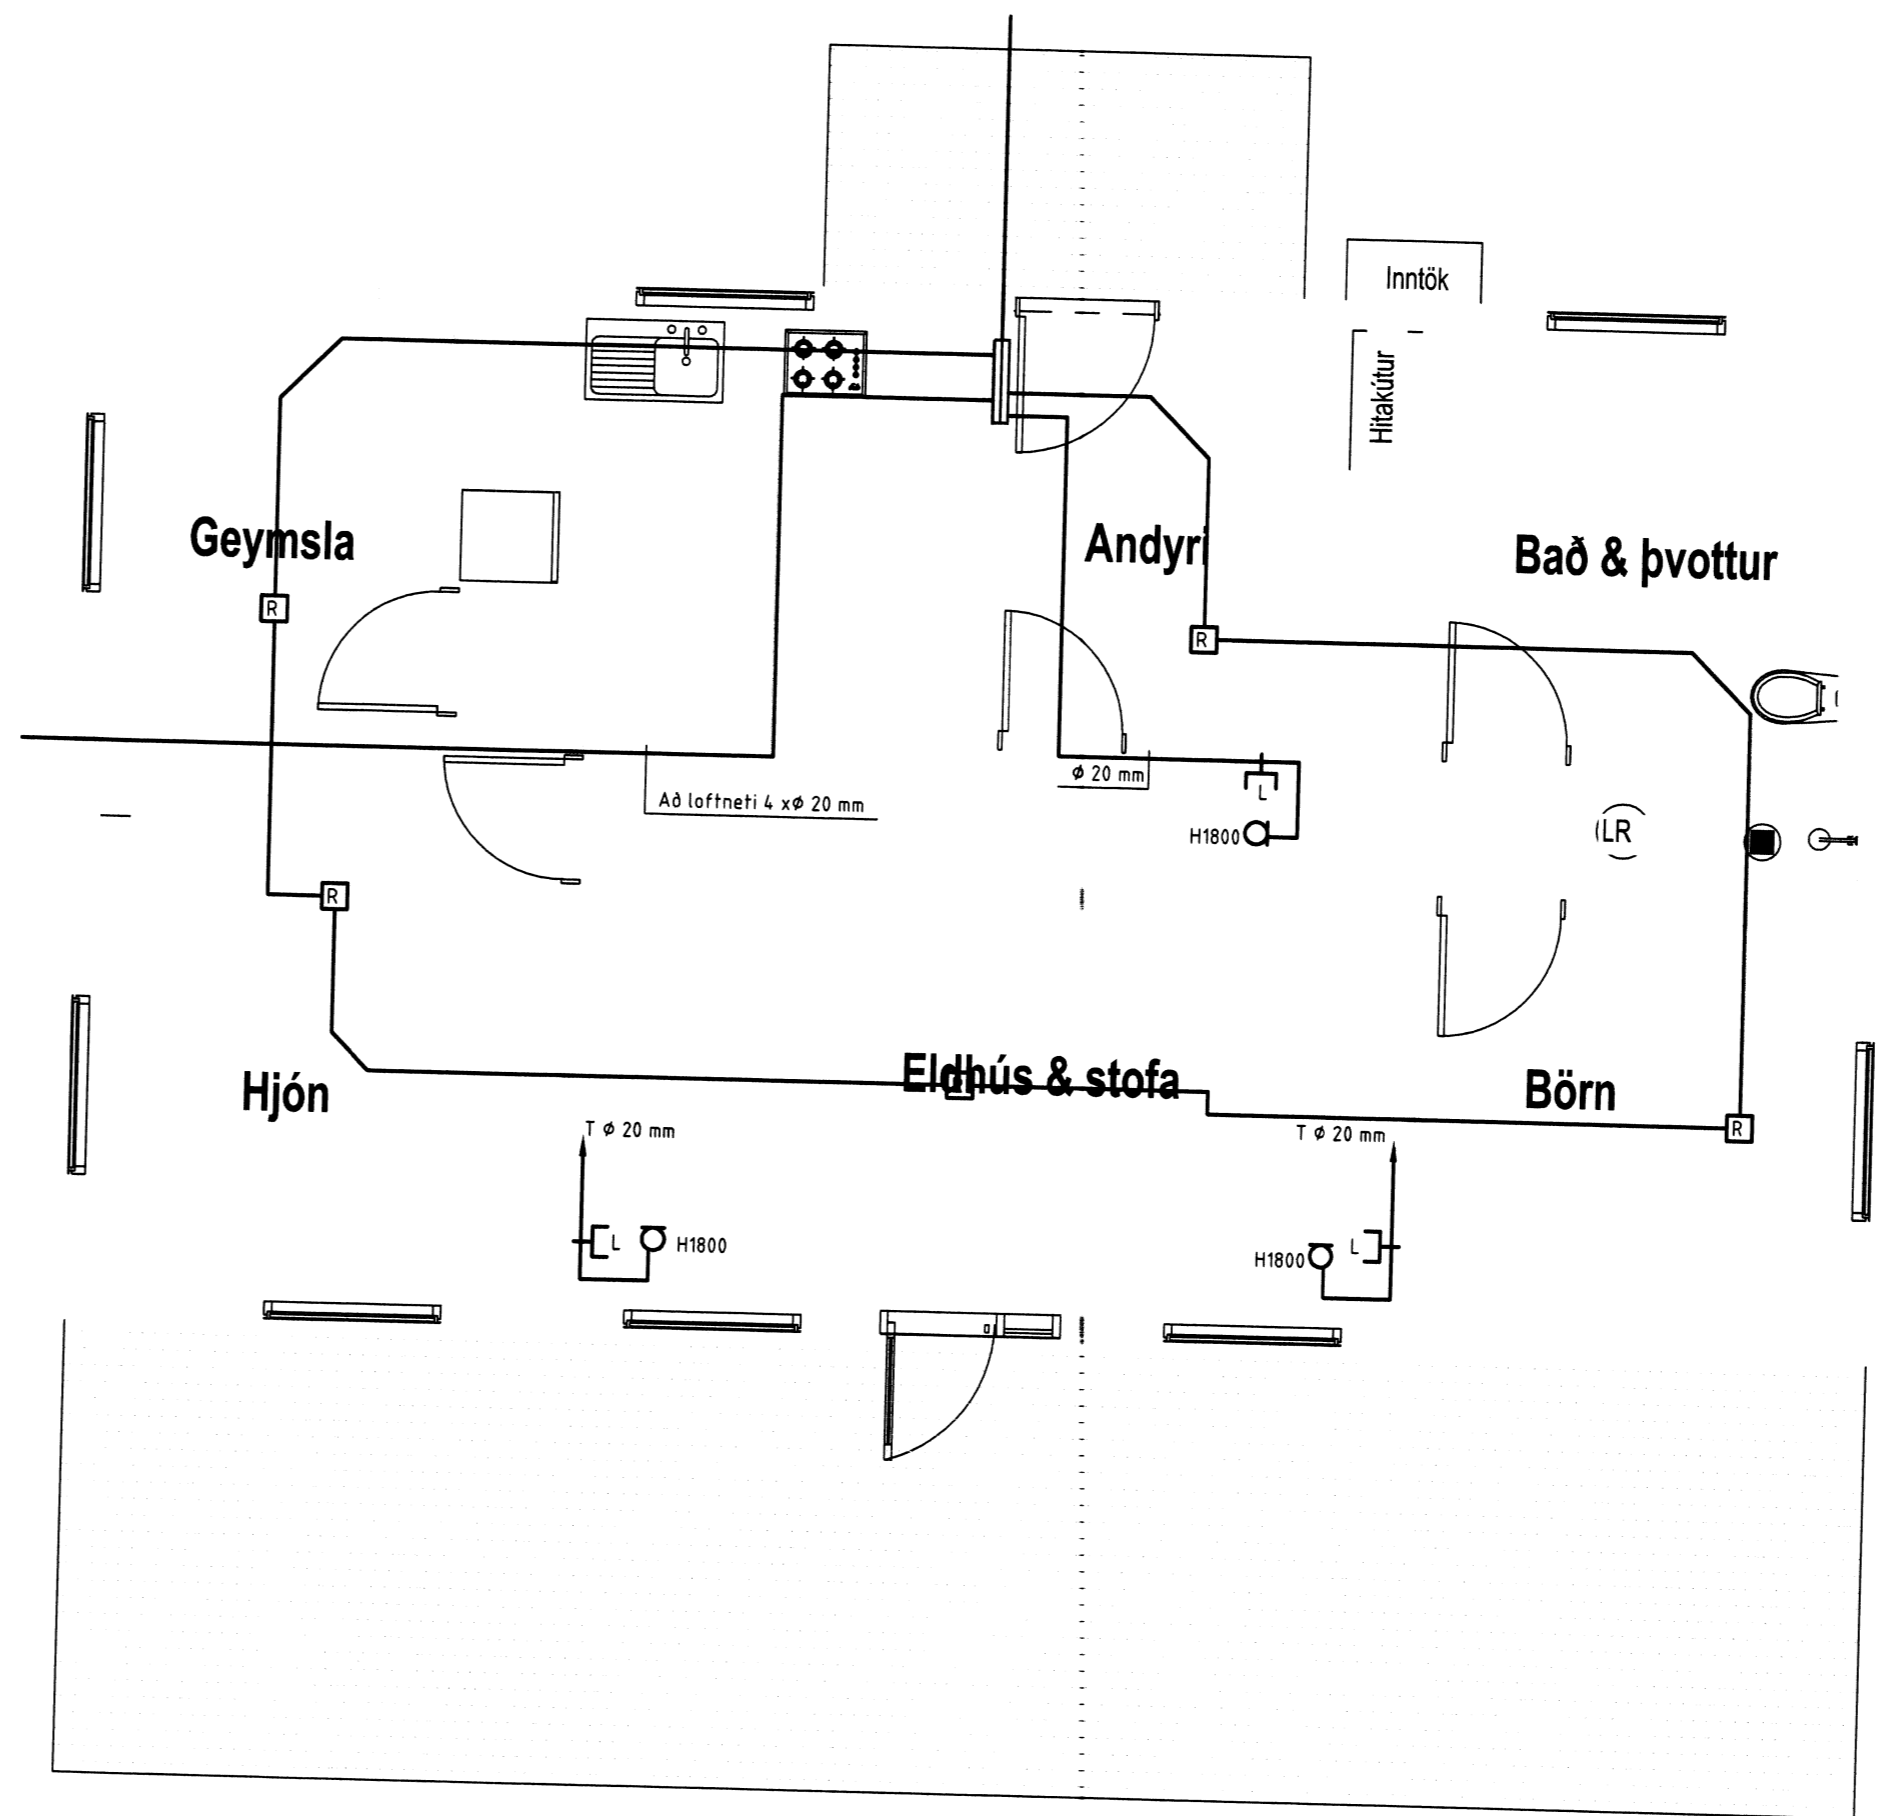 Inntök
Hitakútur
Geymsla
Andyri
Bað & þvottur
R
R
Að loftneti 4 xø 20 mm
ø 20 mm
L
H1800
LR
R
Hjón
Eldhús & stofa
Börn
R
T ø 20 mm
T ø 20 mm
L
H1800
H1800
L